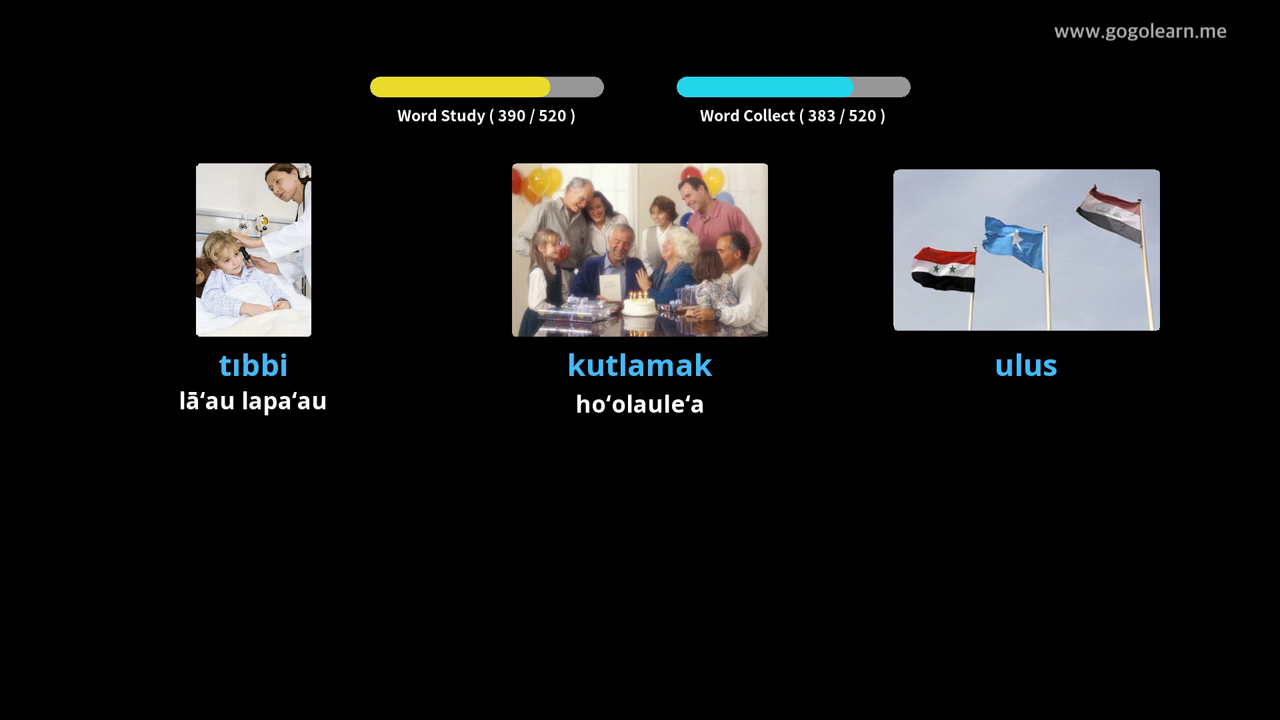 www.gogolearn.me
Word Study ( 390 / 520 )
Word Collect ( 383 / 520 )
tıbbi
kutlamak
ulus
lāʻau lapaʻau
hoʻolauleʻa